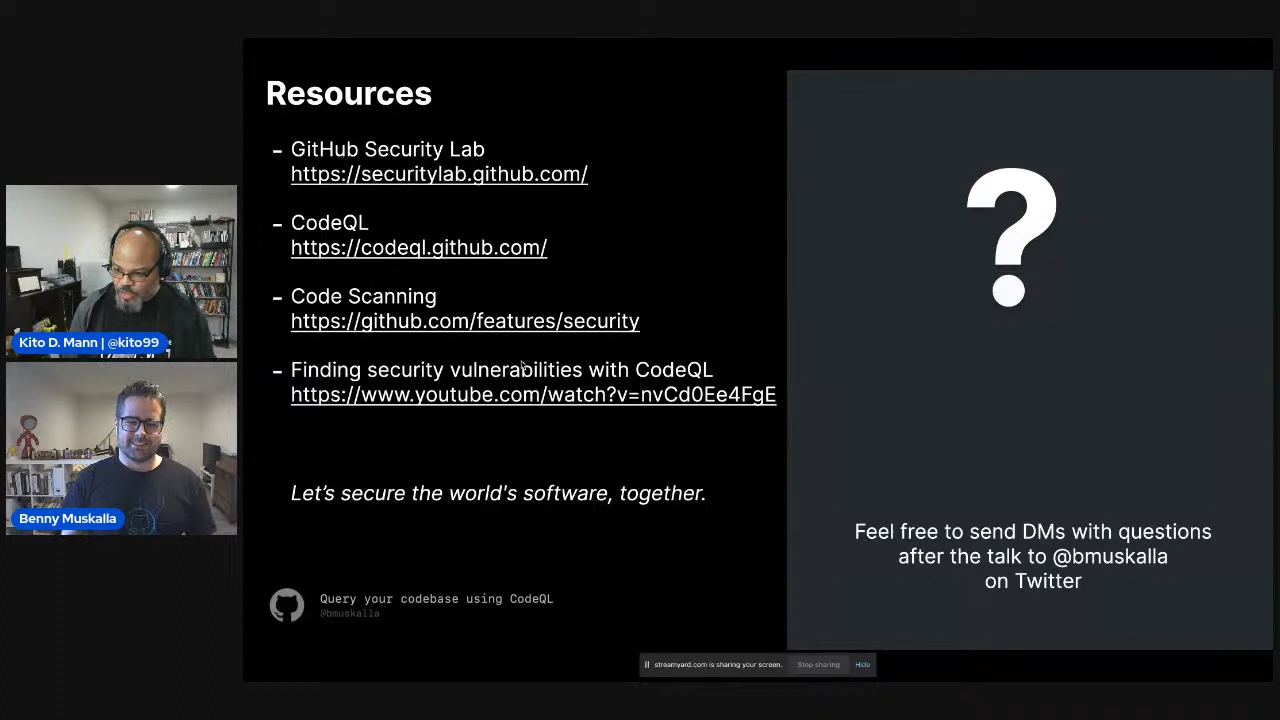 Resources
- GitHub Security Lab
https://securitylab.github.com/
- CodeQL
https://codeql.github.com/
- Code Scanning
https://github.com/features/security
- Finding security vulnerabilities with CodeQL
https://www.youtube.com/watch?v=nvCd0Ee4FgE
Let’s secure the world's software, together.
Query your codebase using CodeQL
@bmuskalla
?
Feel free to send DMs with questions
after the talk to @bmuskalla
on Twitter
Kito D. Mann | @kito99
Benny Muskalla
streamyard.com is sharing your screen.
Stop sharing
Hide